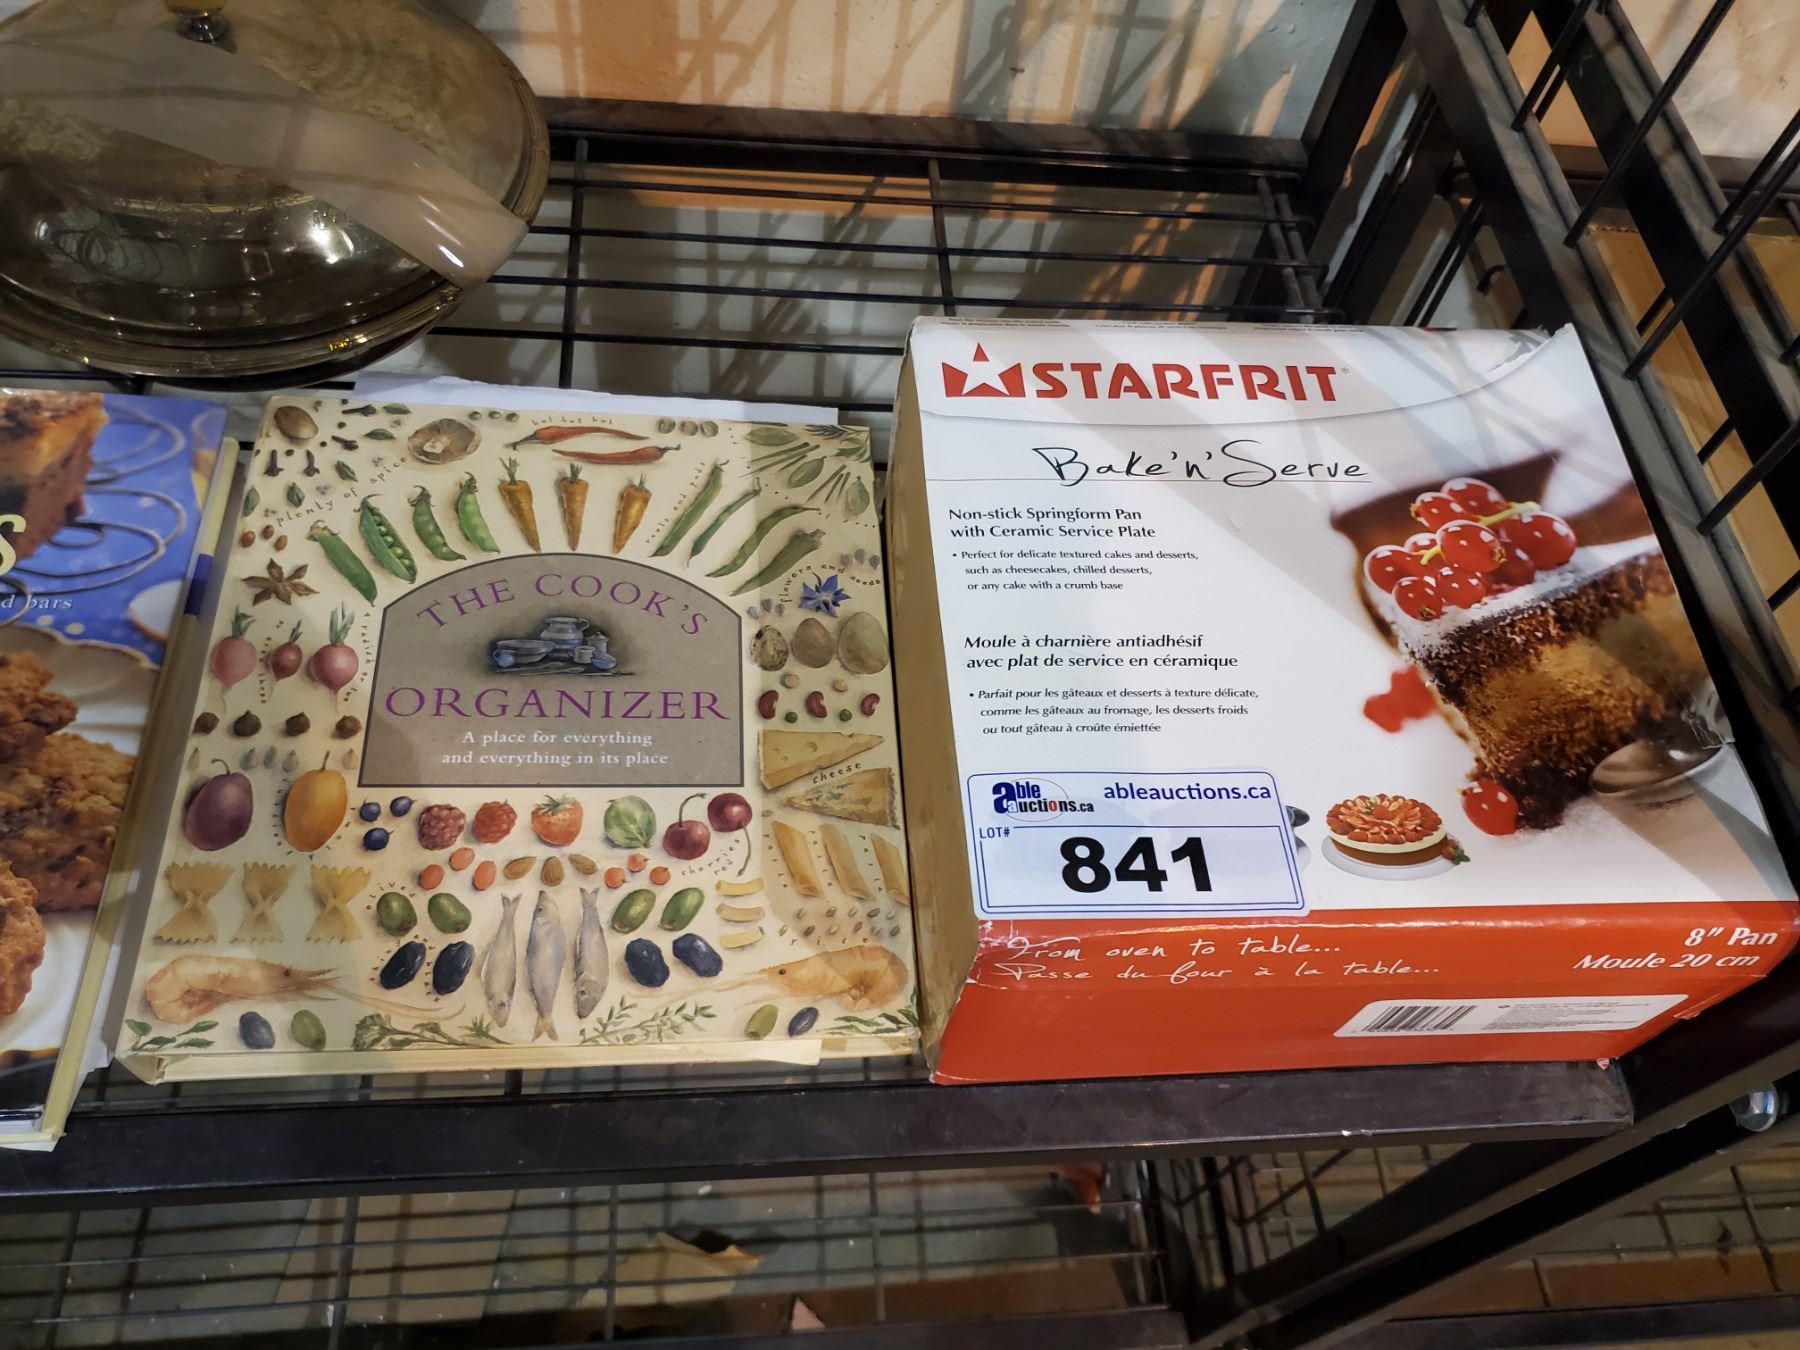 d bars
hot hot hot
plenty of spice
flowers and seeds
THE COOK'S
ORGANIZER
A place for everything
and everything in its place
cheese
cherries
red
olives
rice
STARFRIT
Bake'n'Serve
Non-stick Springform Pan
with Ceramic Service Plate
• Perfect for delicate textured cakes and desserts,
such as cheesecakes, chilled desserts,
or any cake with a crumb base
Moule à charnière antiadhésif
avec plat de service en céramique
• Parfait pour les gâteaux et desserts à texture délicate,
comme les gâteaux au fromage, les desserts froids
ou tout gâteau à croûte émiettée
able auctions.ca
ableauctions.ca
LOT#
841
From oven to table...
Passe du four à la table...
8" Pan
Moule 20 cm